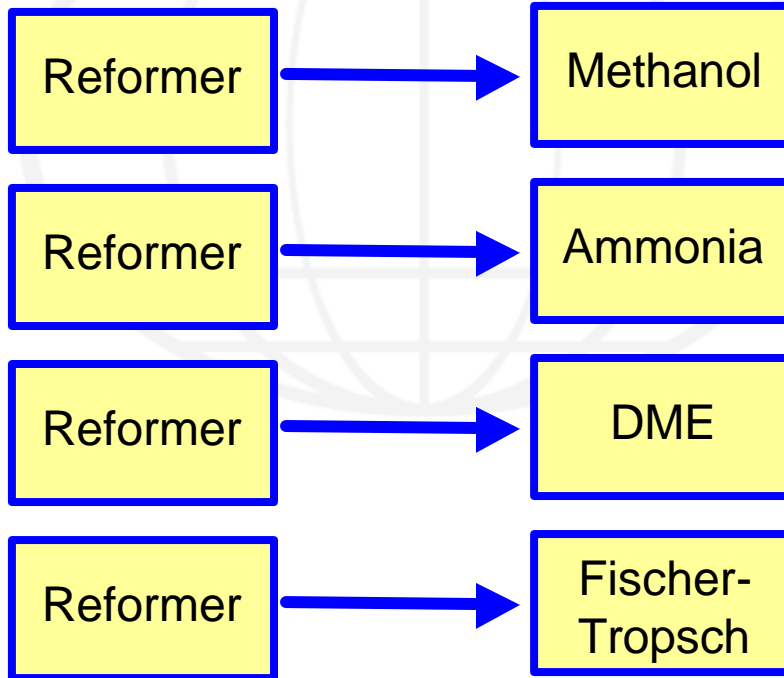 Reformer
Methanol
Reformer
Ammonia
Reformer
DME
Reformer
Fischer-
Tropsch